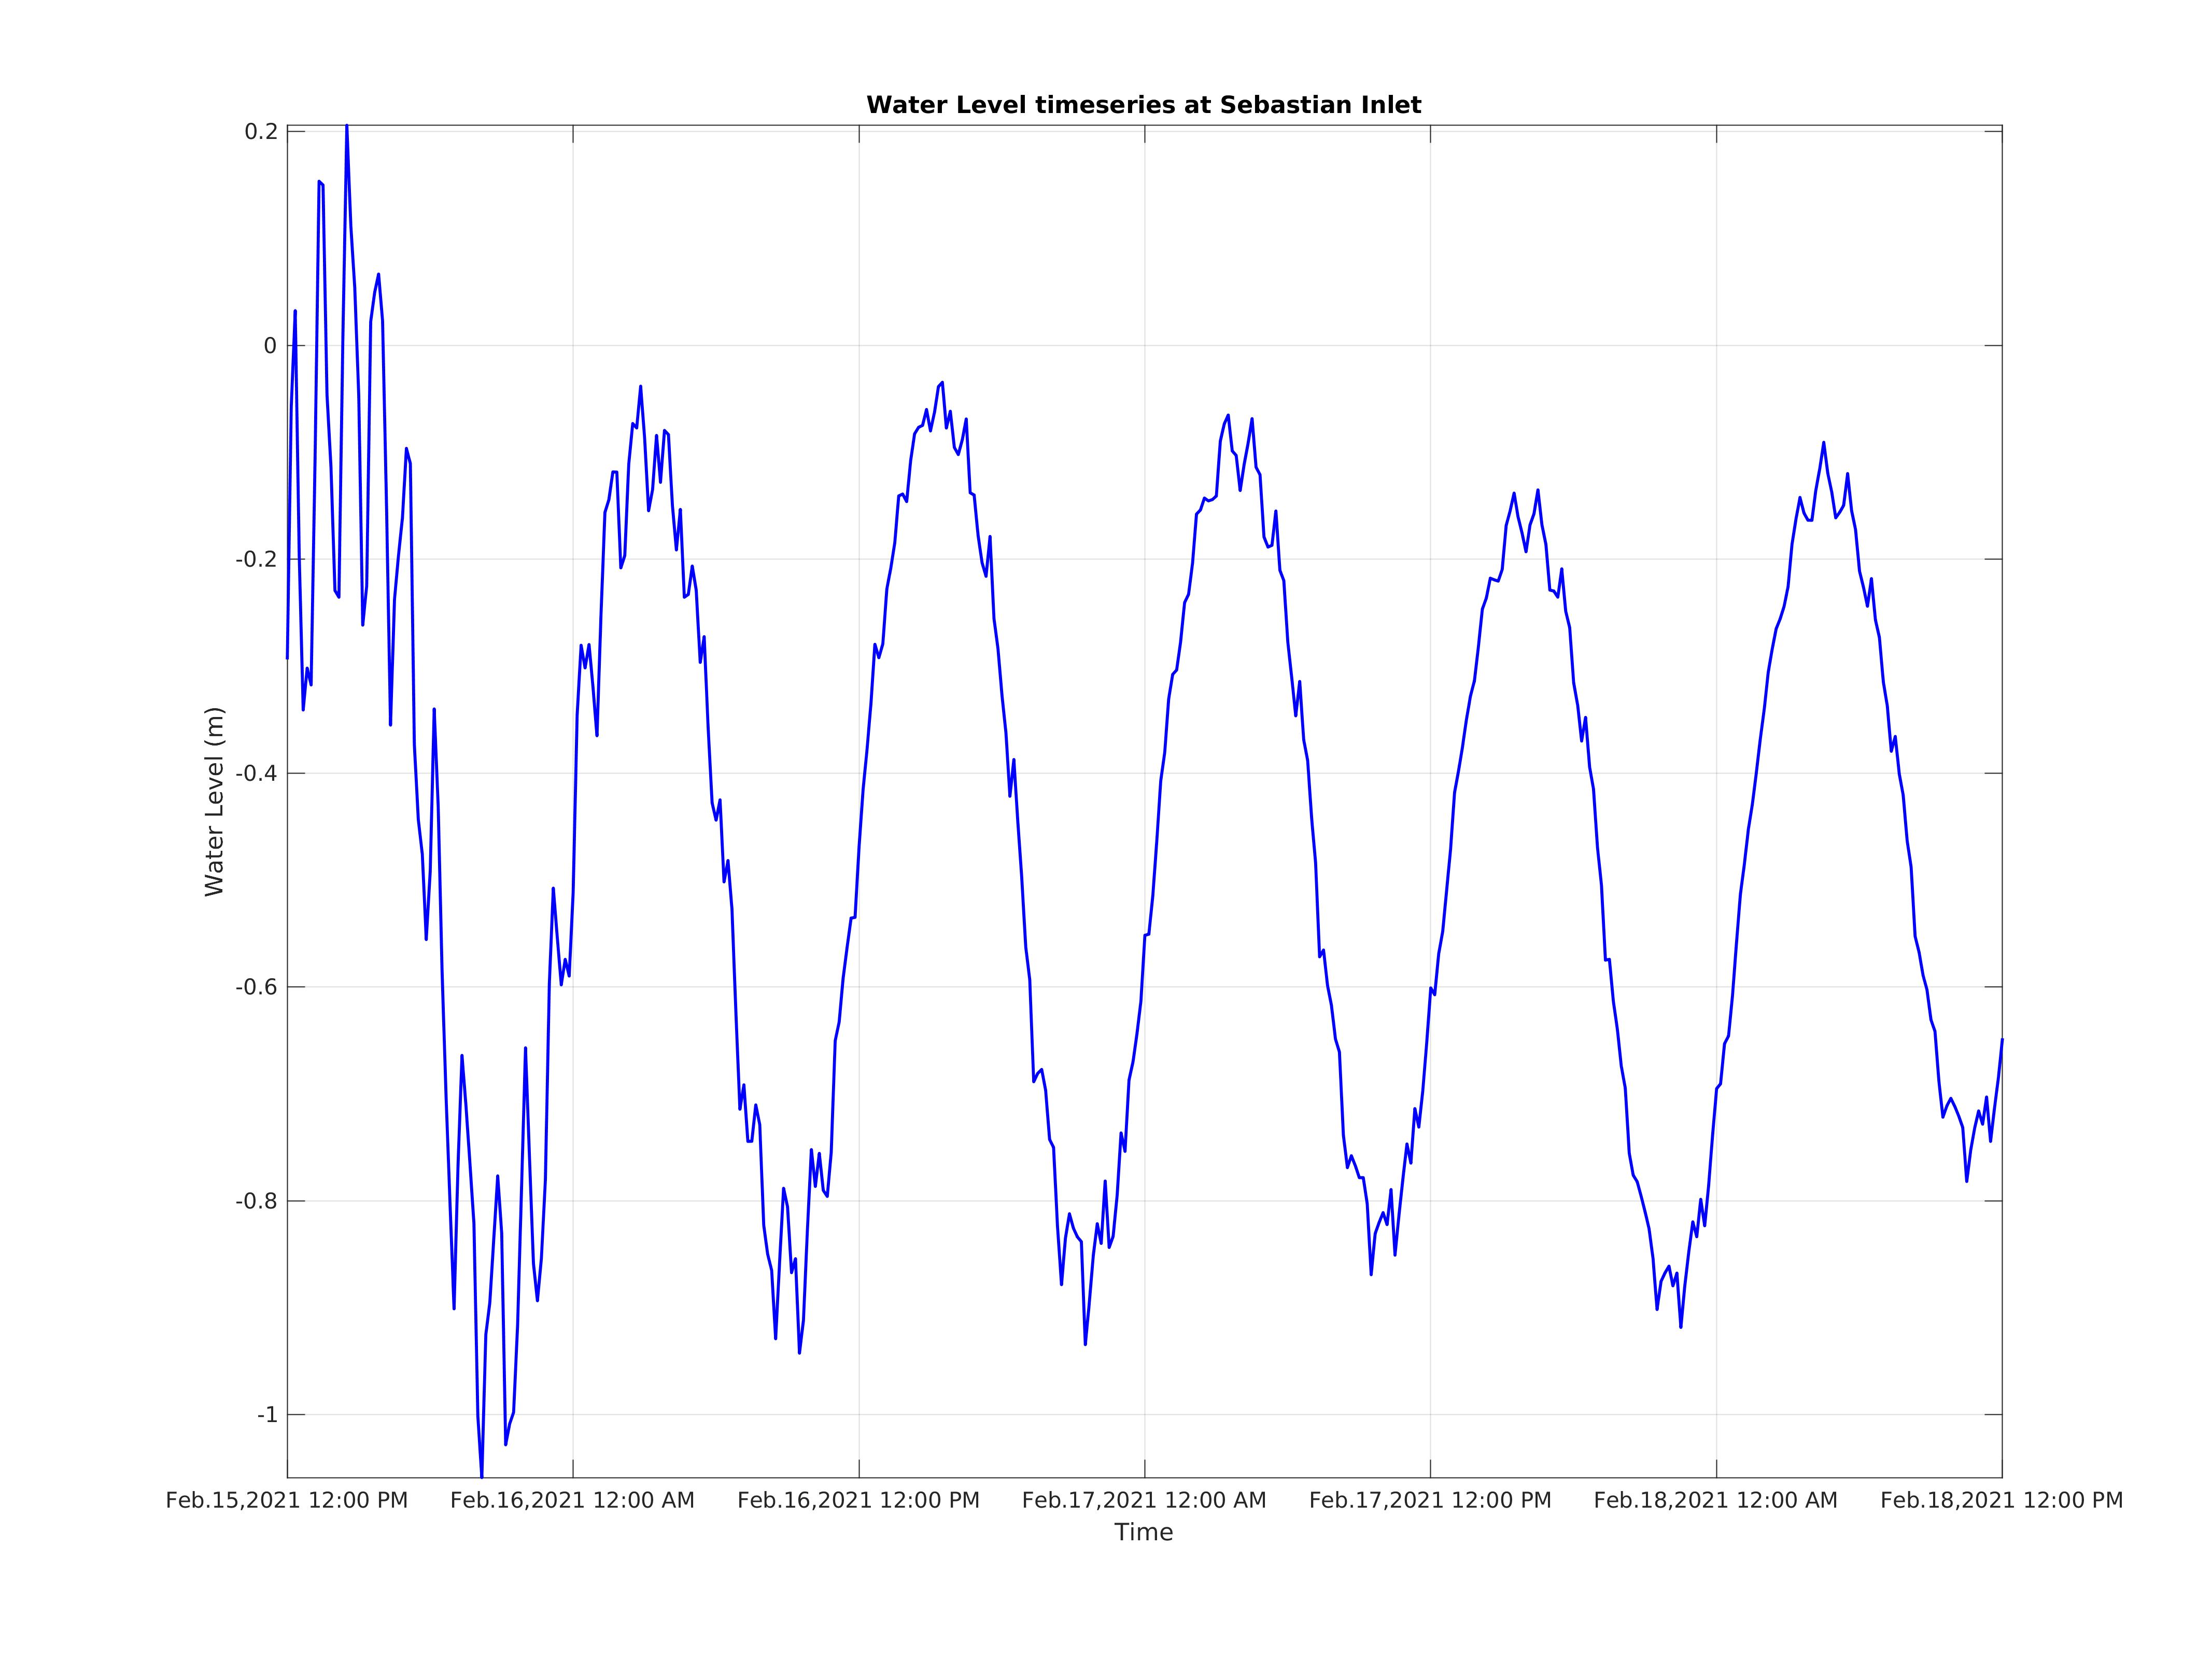 Water Level timeseries at Sebastian Inlet
0.2
0
-0.2
-0.4
-0.6
-0.8
-1
Water Level (m)
Feb.15,2021 12:00 PM
Feb.16,2021 12:00 AM
Feb.16,2021 12:00 PM
Feb.17,2021 12:00 AM
Feb.17,2021 12:00 PM
Feb.18,2021 12:00 AM
Feb.18,2021 12:00 PM
Time